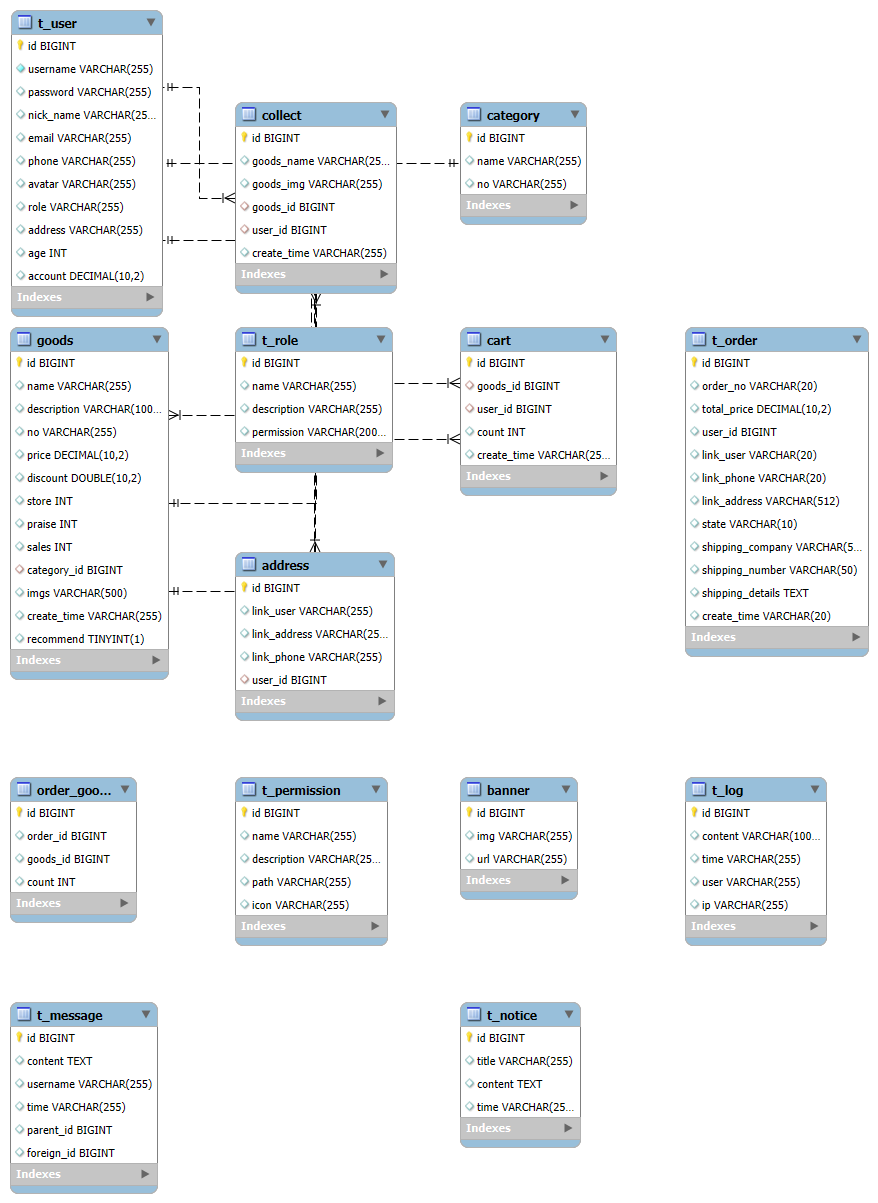 t_user
id BIGINT
username VARCHAR(255)
password VARCHAR(255)
nick_name VARCHAR(25...
email VARCHAR(255)
phone VARCHAR(255)
avatar VARCHAR(255)
role VARCHAR(255)
address VARCHAR(255)
age INT
account DECIMAL(10,2)
Indexes
collect
id BIGINT
goods_name VARCHAR(25...
goods_img VARCHAR(255)
goods_id BIGINT
user_id BIGINT
create_time VARCHAR(255)
Indexes
category
id BIGINT
name VARCHAR(255)
no VARCHAR(255)
Indexes
goods
id BIGINT
name VARCHAR(255)
description VARCHAR(100...
no VARCHAR(255)
price DECIMAL(10,2)
discount DOUBLE(10,2)
store INT
praise INT
sales INT
category_id BIGINT
imgs VARCHAR(500)
create_time VARCHAR(255)
recommend TINYINT(1)
Indexes
t_role
id BIGINT
name VARCHAR(255)
description VARCHAR(255)
permission VARCHAR(200...
Indexes
cart
id BIGINT
goods_id BIGINT
user_id BIGINT
count INT
create_time VARCHAR(25...
Indexes
t_order
id BIGINT
order_no VARCHAR(20)
total_price DECIMAL(10,2)
user_id BIGINT
link_user VARCHAR(20)
link_phone VARCHAR(20)
link_address VARCHAR(512)
state VARCHAR(10)
shipping_company VARCHAR(5...
shipping_number VARCHAR(50)
shipping_details TEXT
create_time VARCHAR(20)
Indexes
address
id BIGINT
link_user VARCHAR(255)
link_address VARCHAR(25...
link_phone VARCHAR(255)
user_id BIGINT
Indexes
order_goo...
id BIGINT
order_id BIGINT
goods_id BIGINT
count INT
Indexes
t_permission
id BIGINT
name VARCHAR(255)
description VARCHAR(25...
path VARCHAR(255)
icon VARCHAR(255)
Indexes
banner
id BIGINT
img VARCHAR(255)
url VARCHAR(255)
Indexes
t_log
id BIGINT
content VARCHAR(100...
time VARCHAR(255)
user VARCHAR(255)
ip VARCHAR(255)
Indexes
t_message
id BIGINT
content TEXT
username VARCHAR(255)
time VARCHAR(255)
parent_id BIGINT
foreign_id BIGINT
Indexes
t_notice
id BIGINT
title VARCHAR(255)
content TEXT
time VARCHAR(25...
Indexes